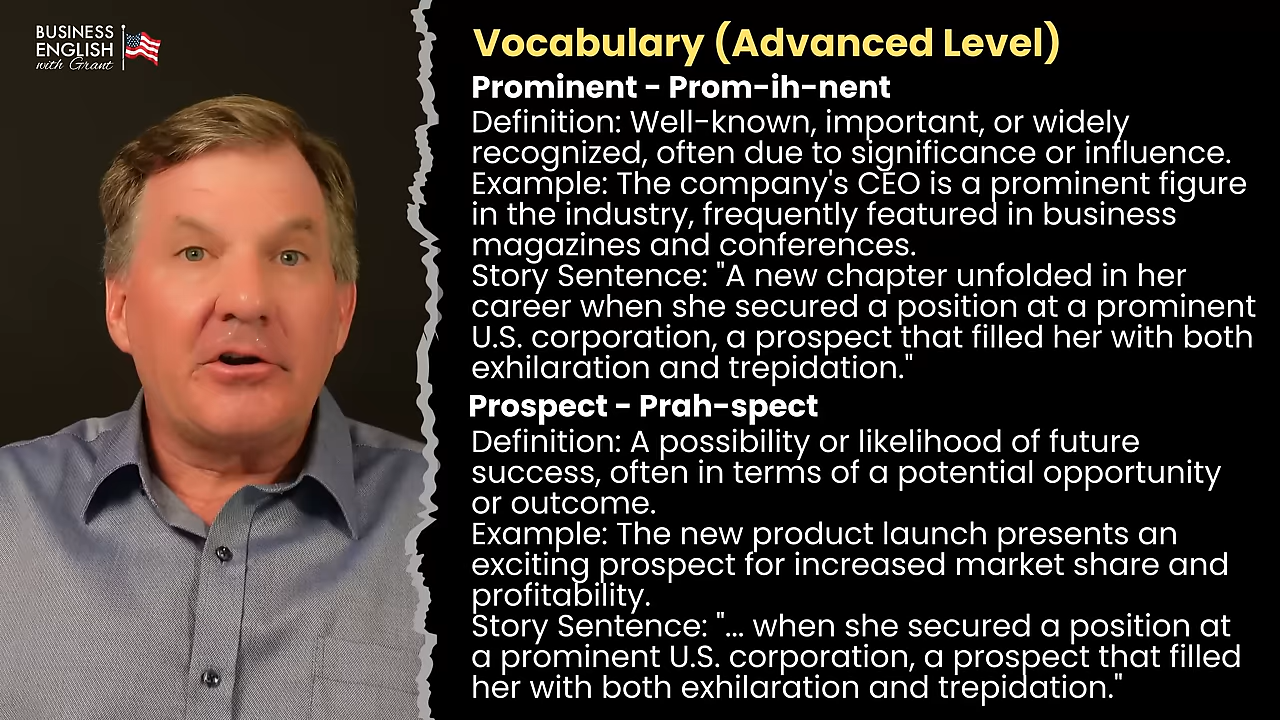 BUSINESS
ENGLISH
with Grant
Vocabulary (Advanced Level)
Prominent - Prom-ih-nent
Definition: Well-known, important, or widely
recognized, often due to significance or influence.
Example: The company's CEO is a prominent figure
in the industry, frequently featured in business
magazines and conferences.
Story Sentence: "A new chapter unfolded in her
career when she secured a position at a prominent
U.S. corporation, a prospect that filled her with both
exhilaration and trepidation."
Prospect - Prah-spect
Definition: A possibility or likelihood of future
success, often in terms of a potential opportunity
or outcome.
Example: The new product launch presents an
exciting prospect for increased market share and
profitability.
Story Sentence: "... when she secured a position at
a prominent U.S. corporation, a prospect that filled
her with both exhilaration and trepidation."